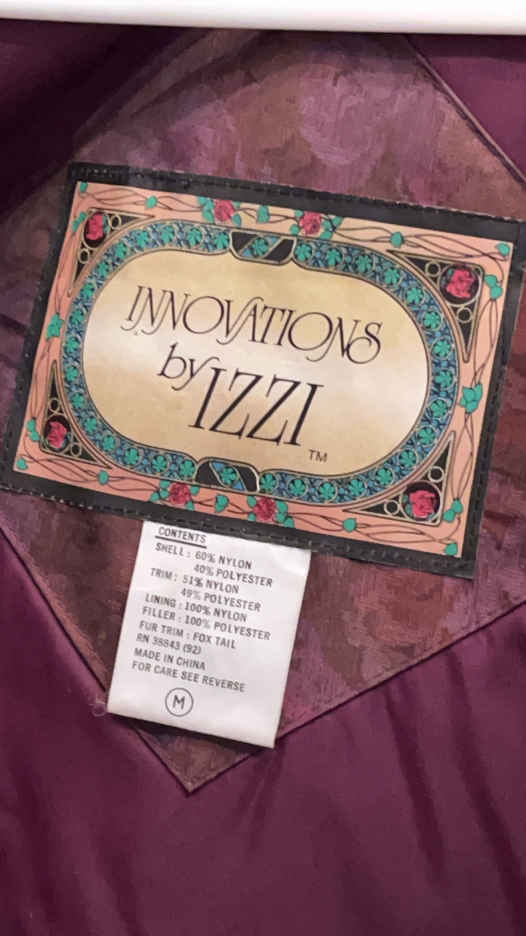 INNOVATIONS
by IZZI
TM
CONTENTS
SHELL: 60% NYLON
40% POLYESTER
TRIM: 51% NYLON
49% POLYESTER
LINING: 100% NYLON
FILLER: 100% POLYESTER
FUR TRIM: FOX TAIL
RN 38843 (92)
MADE IN CHINA
FOR CARE SEE REVERSE
M